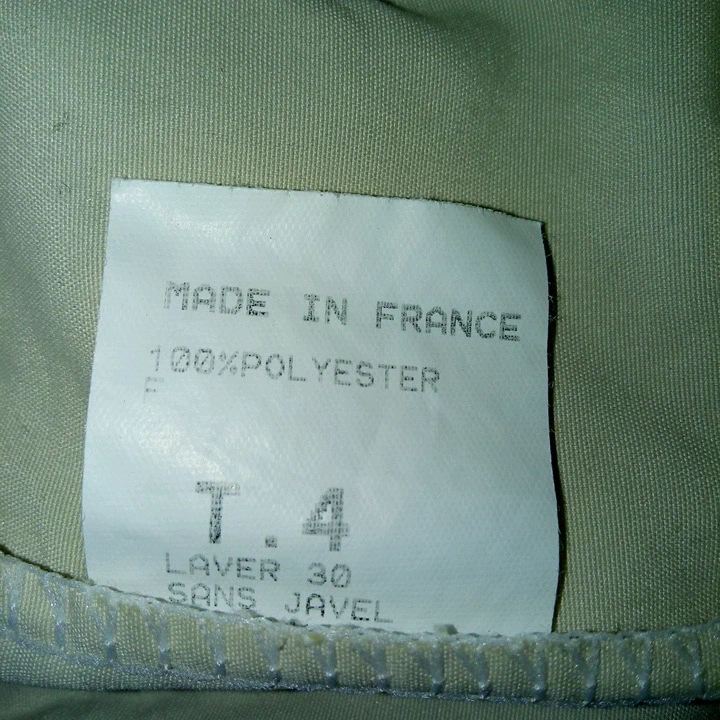 MADE IN FRANCE
100%POLYESTER
F
T.4
LAVER 30
SANS JAVEL